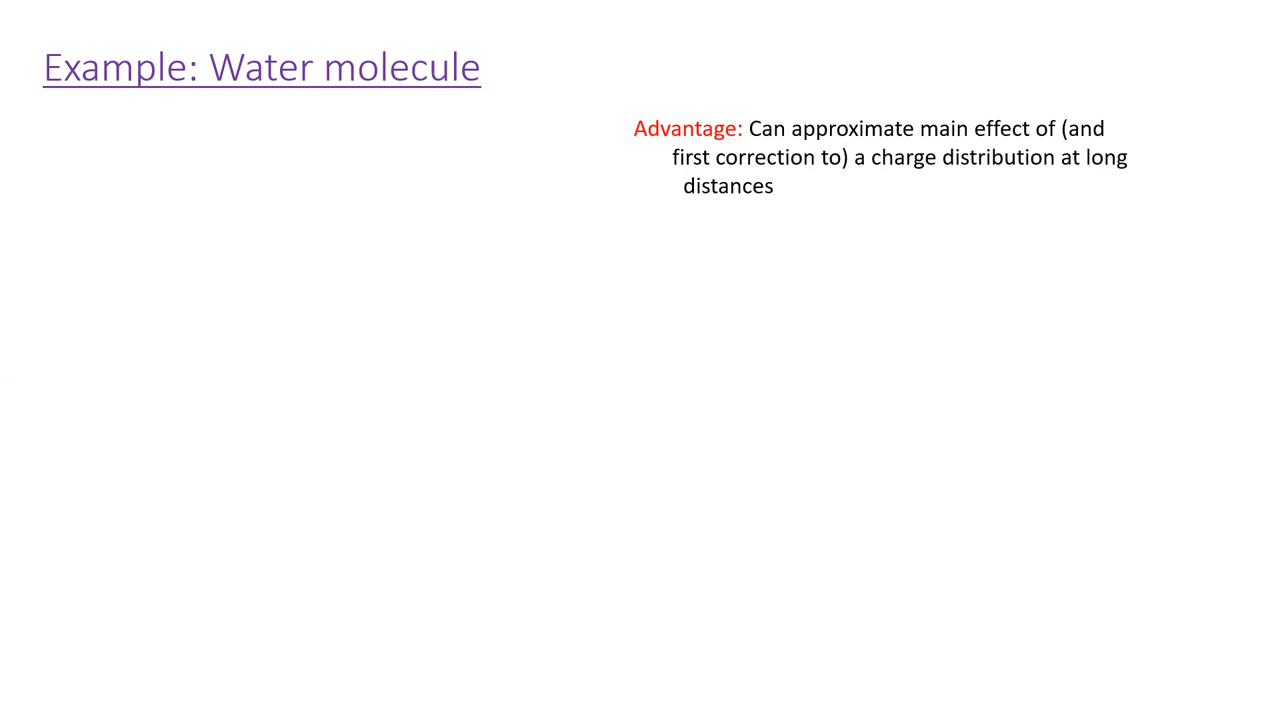 Example: Water molecule
Advantage: Can approximate main effect of (and
first correction to) a charge distribution at long
distances